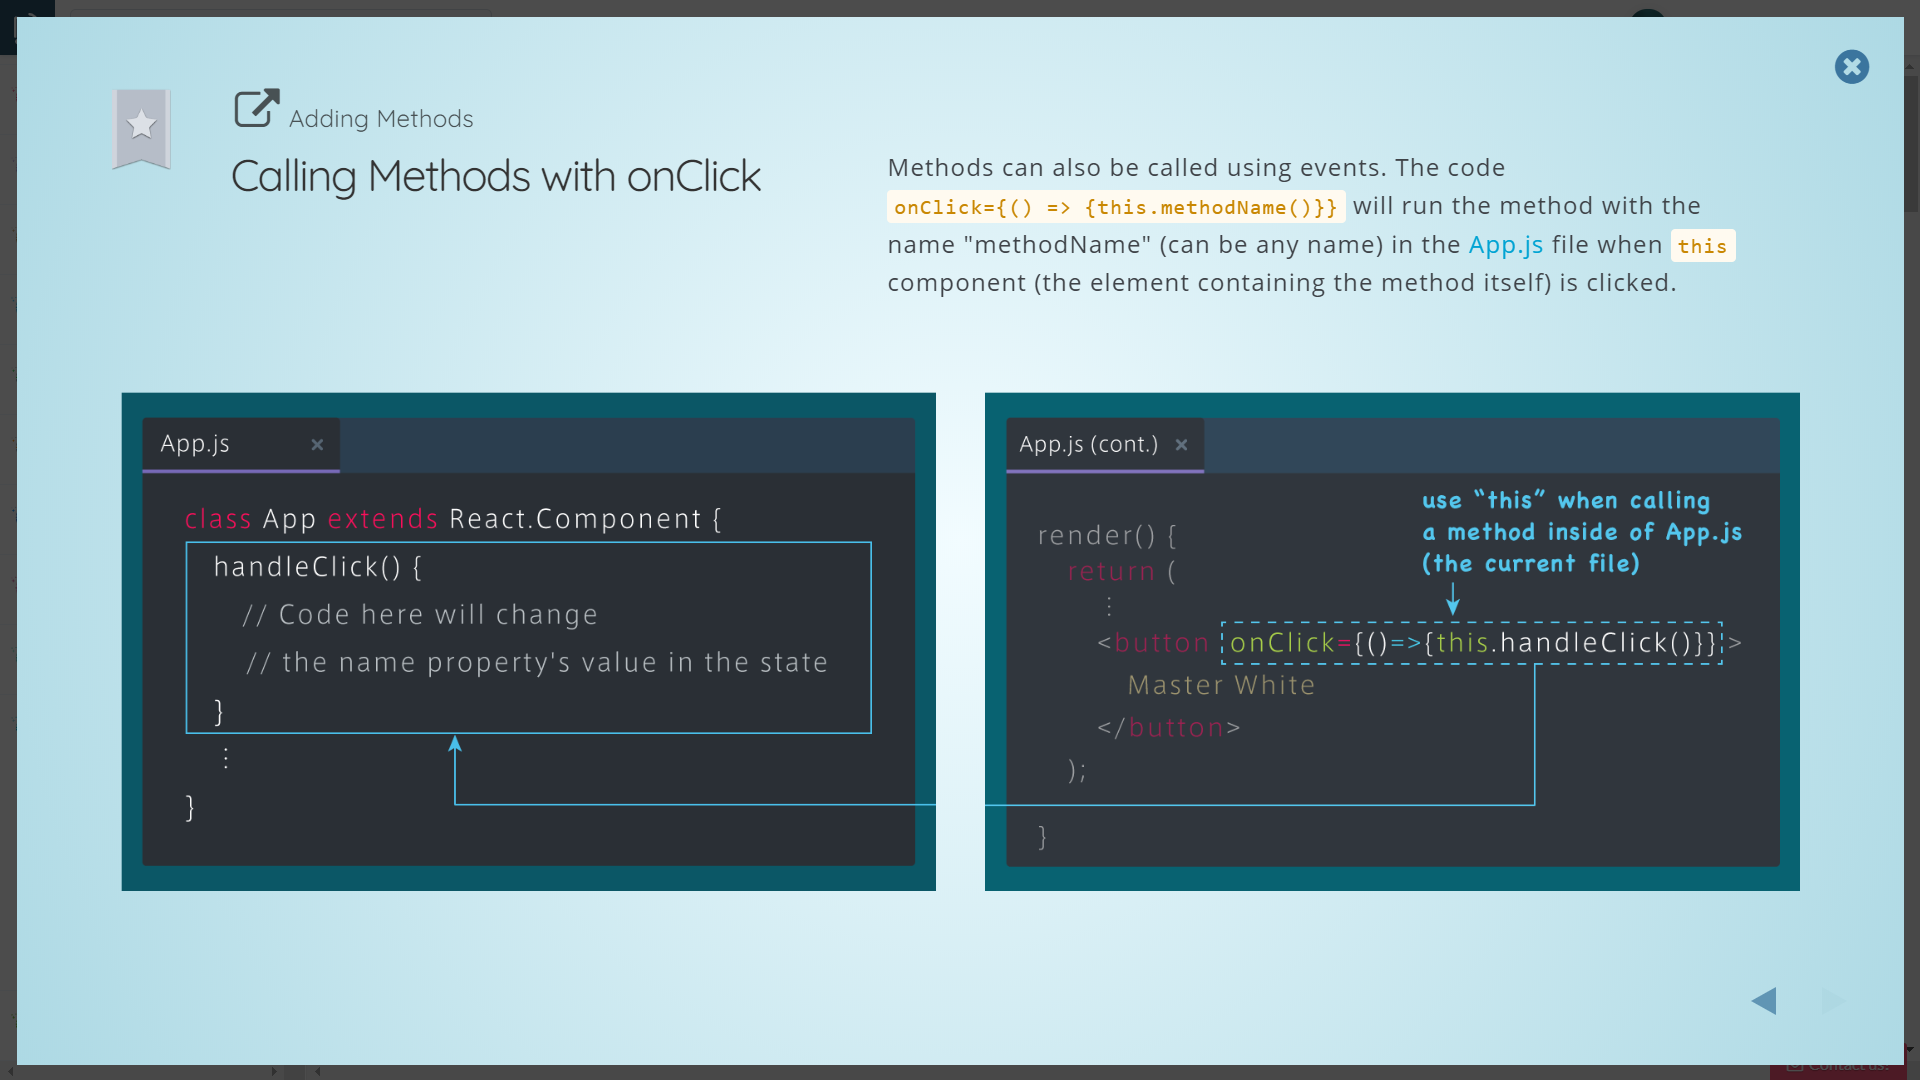 Adding Methods
Calling Methods with onClick
Methods can also be called using events. The code
onClick={() => {this.methodName()}} will run the method with the
name "methodName" (can be any name) in the App.js file when this
component (the element containing the method itself) is clicked.
App.js ×
class App extends React.Component {
handleClick() {
// Code here will change
// the name property's value in the state
}
⋮
}
App.js (cont.) ×
use “this” when calling
a method inside of App.js
(the current file)
render() {
return (
⋮
<button onClick={()=>{this.handleClick()}}>
Master White
</button>
);
}
Contact us!